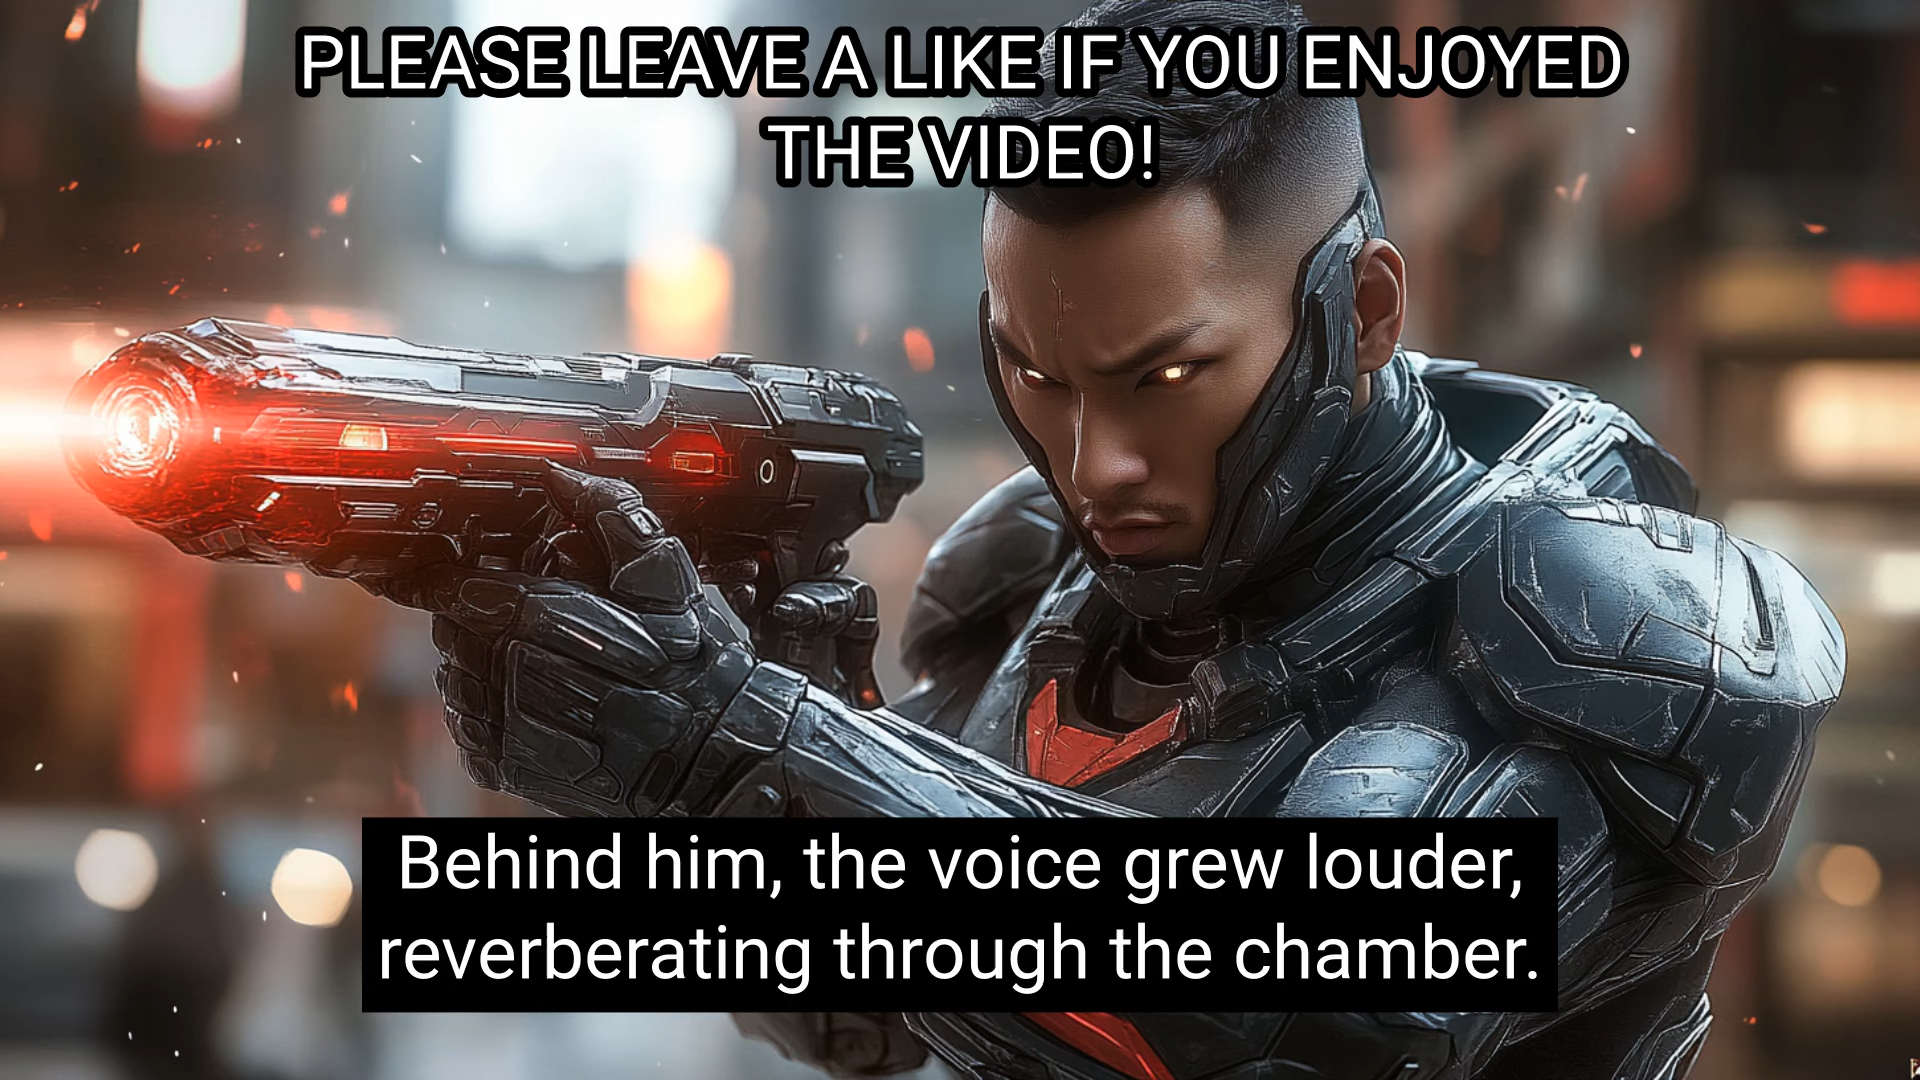 PLEASE LEAVE A LIKE IF YOU ENJOYED
THE VIDEO!
Behind him, the voice grew louder,
reverberating through the chamber.